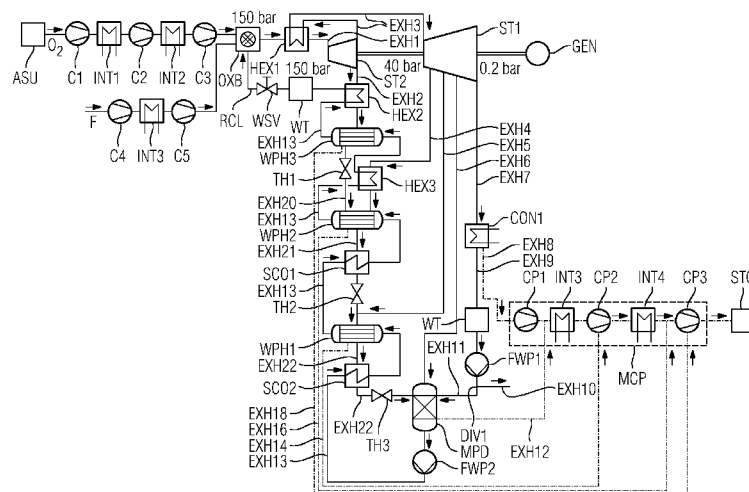 150 bar
EXH3
EXH1
ST1
ASU
O2
C1
INT1
C2
INT2
C3
OXB
HEX1
150 bar
ST2
40 bar
0.2 bar
GEN
EXH2
HEX2
F
C4
INT3
C5
RCL
WSV
WT
EXH13
WPH3
TH1
HEX3
EXH4
EXH5
EXH6
EXH7
EXH20
EXH13
WPH2
EXH21
SCO1
EXH13
TH2
CON1
EXH8
EXH9
CP1
INT3
CP2
INT4
CP3
STO
WT
WPH1
EXH22
SCO2
EXH11
FWP1
EXH10
MCP
EXH18
EXH16
EXH14
EXH13
EXH22
TH3
DIV1
MPD
FWP2
EXH12